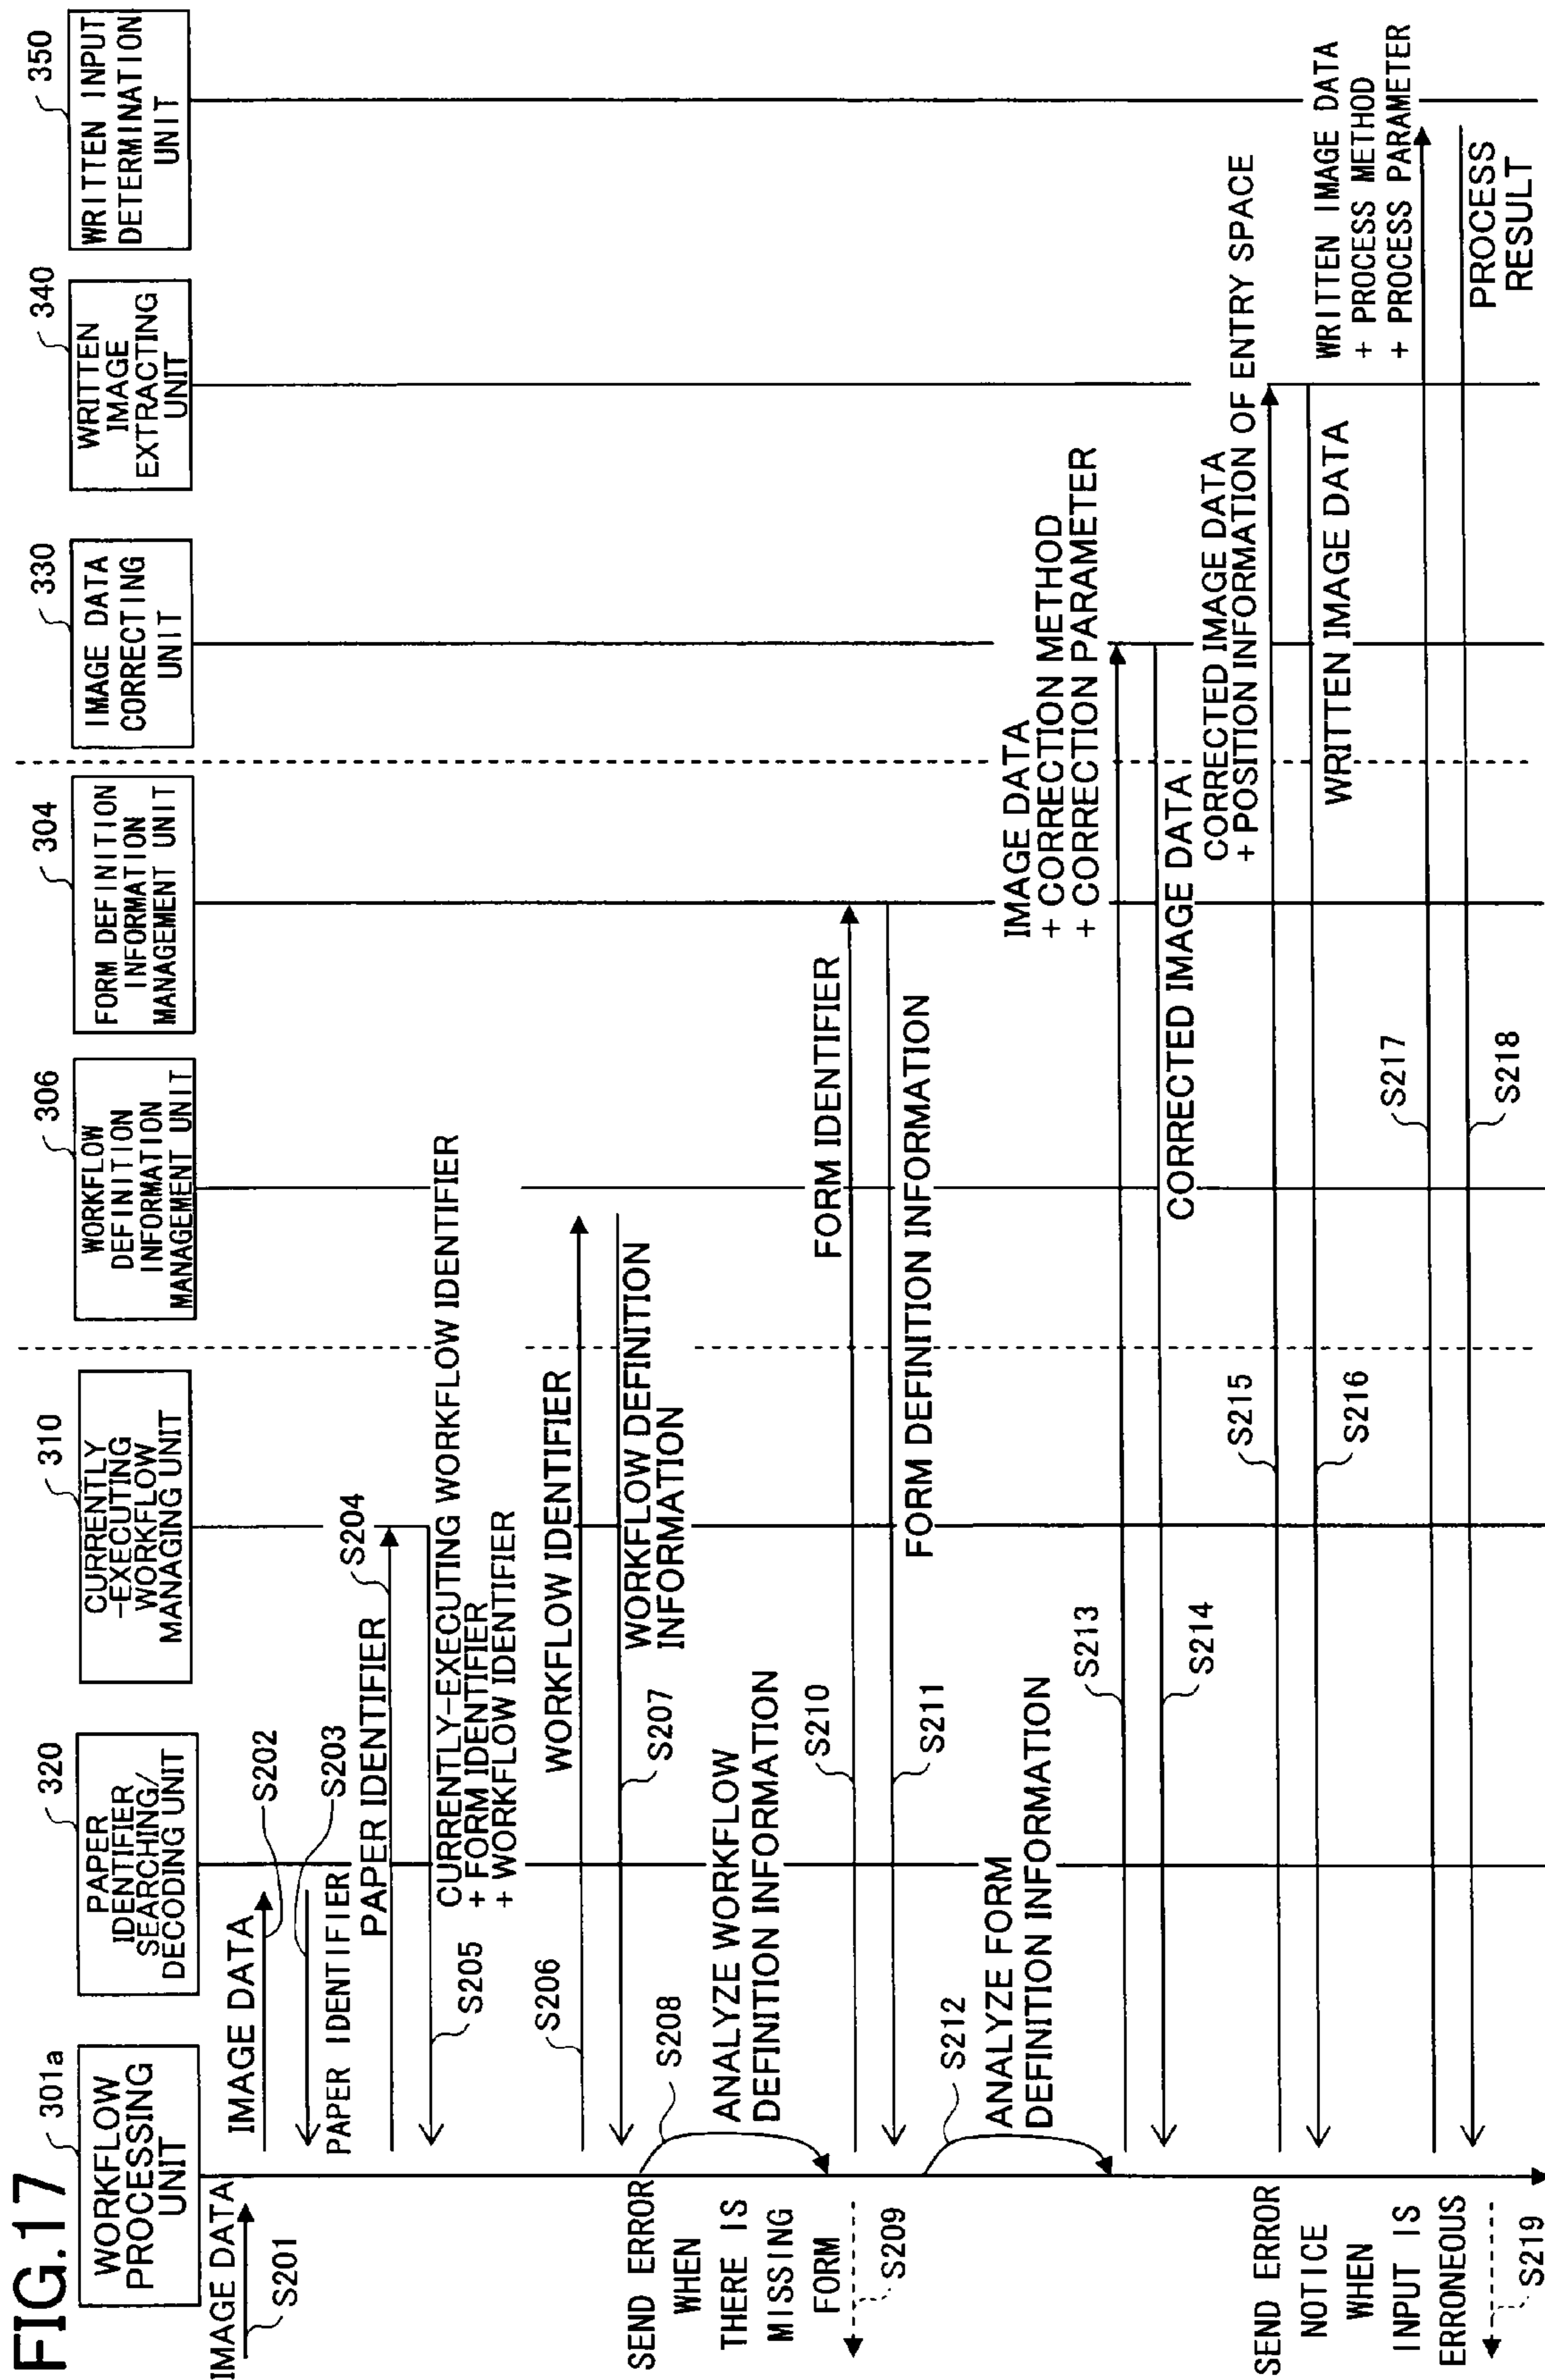 FIG.17
301a
WORKFLOW
PROCESSING
UNIT
320
PAPER
IDENTIFIER
SEARCHING/
DECODING UNIT
310
CURRENTLY
-EXECUTING
WORKFLOW
MANAGING UNIT
306
WORKFLOW
DEFINITION
INFORMATION
MANAGEMENT UNIT
304
FORM DEFINITION
INFORMATION
MANAGEMENT UNIT
330
IMAGE DATA
CORRECTING
UNIT
340
WRITTEN
IMAGE
EXTRACTING
UNIT
350
WRITTEN INPUT
DETERMINATION
UNIT
IMAGE DATA
S201
IMAGE DATA
S202
S203
PAPER IDENTIFIER
PAPER IDENTIFIER
S204
S205
CURRENTLY-EXECUTING WORKFLOW IDENTIFIER
+ FORM IDENTIFIER
+ WORKFLOW IDENTIFIER
S206
WORKFLOW IDENTIFIER
S207
WORKFLOW DEFINITION
INFORMATION
S208
ANALYZE WORKFLOW
DEFINITION INFORMATION
SEND ERROR
WHEN
THERE IS
MISSING
FORM
S209
S210
FORM IDENTIFIER
S211
FORM DEFINITION INFORMATION
S212
ANALYZE FORM
DEFINITION INFORMATION
IMAGE DATA
+ CORRECTION METHOD
+ CORRECTION PARAMETER
S213
S214
CORRECTED IMAGE DATA
CORRECTED IMAGE DATA
+ POSITION INFORMATION OF ENTRY SPACE
S215
S216
WRITTEN IMAGE DATA
WRITTEN IMAGE DATA
+ PROCESS METHOD
+ PROCESS PARAMETER
S217
S218
PROCESS
RESULT
SEND ERROR
NOTICE
WHEN
INPUT IS
ERRONEOUS
S219